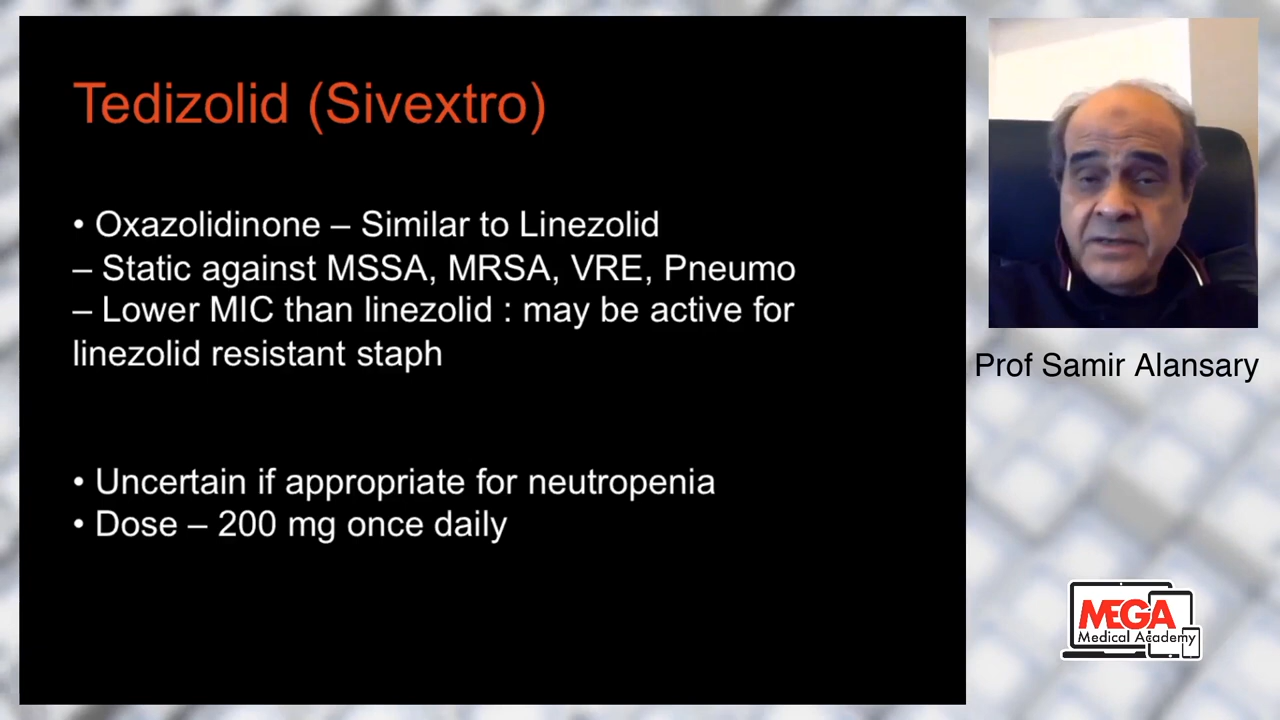 Tedizolid (Sivextro)
• Oxazolidinone – Similar to Linezolid
– Static against MSSA, MRSA, VRE, Pneumo
– Lower MIC than linezolid : may be active for
linezolid resistant staph
• Uncertain if appropriate for neutropenia
• Dose – 200 mg once daily
Prof Samir Alansary
MEGA
Medical Academy